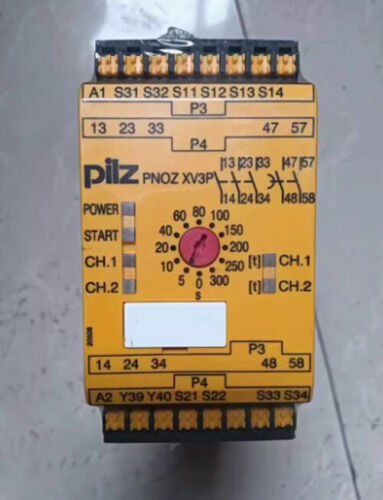 A1 S31 S32 S11 S12 S13 S14
P3
13 23 33 47 57
P4
pilz PNOZ XV3P
13 23 33 47 57
14 24 34 48 58
POWER
START
CH.1
CH.2
60 80 100
40 150
20 200
10 250
5 0 300
s
[t] CH.1
[t] CH.2
P3
14 24 34 48 58
P4
A2 Y39 Y40 S21 S22 S33 S34